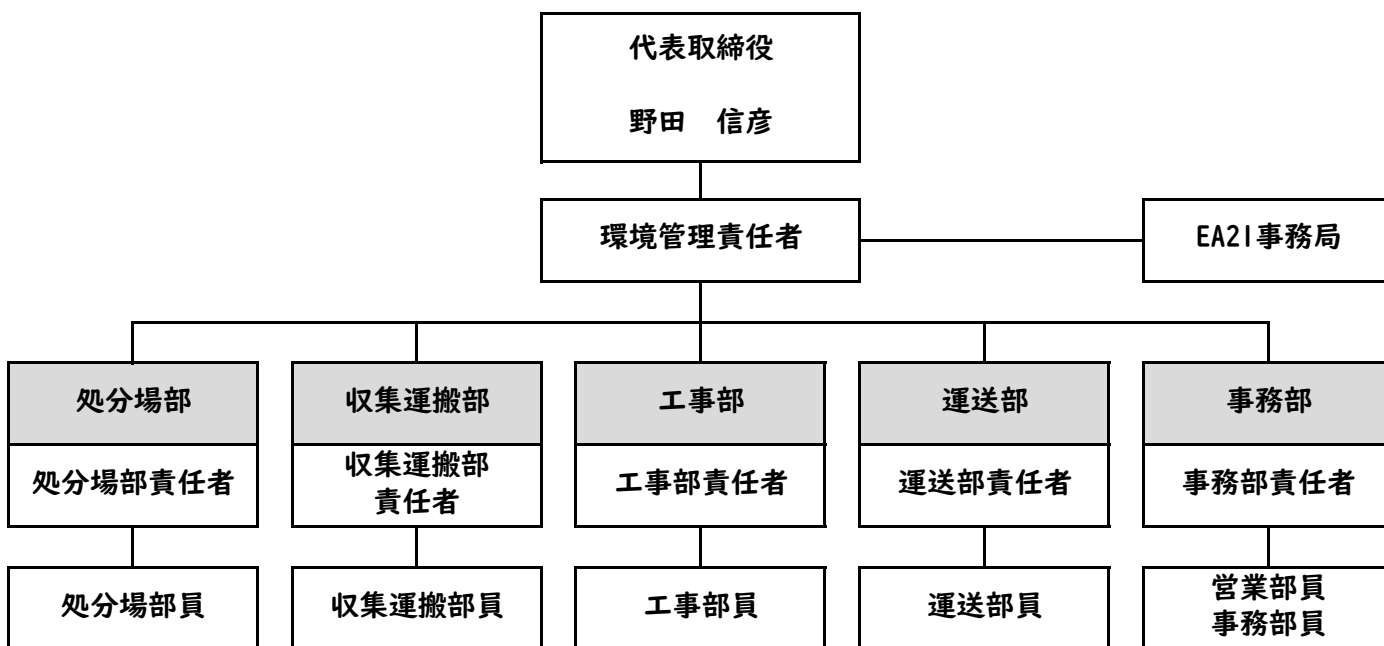 代表取締役
野田　信彦
環境管理責任者
EA21事務局
処分場部
収集運搬部
工事部
運送部
事務部
処分場部責任者
収集運搬部
責任者
工事部責任者
運送部責任者
事務部責任者
処分場部員
収集運搬部員
工事部員
運送部員
営業部員
事務部員